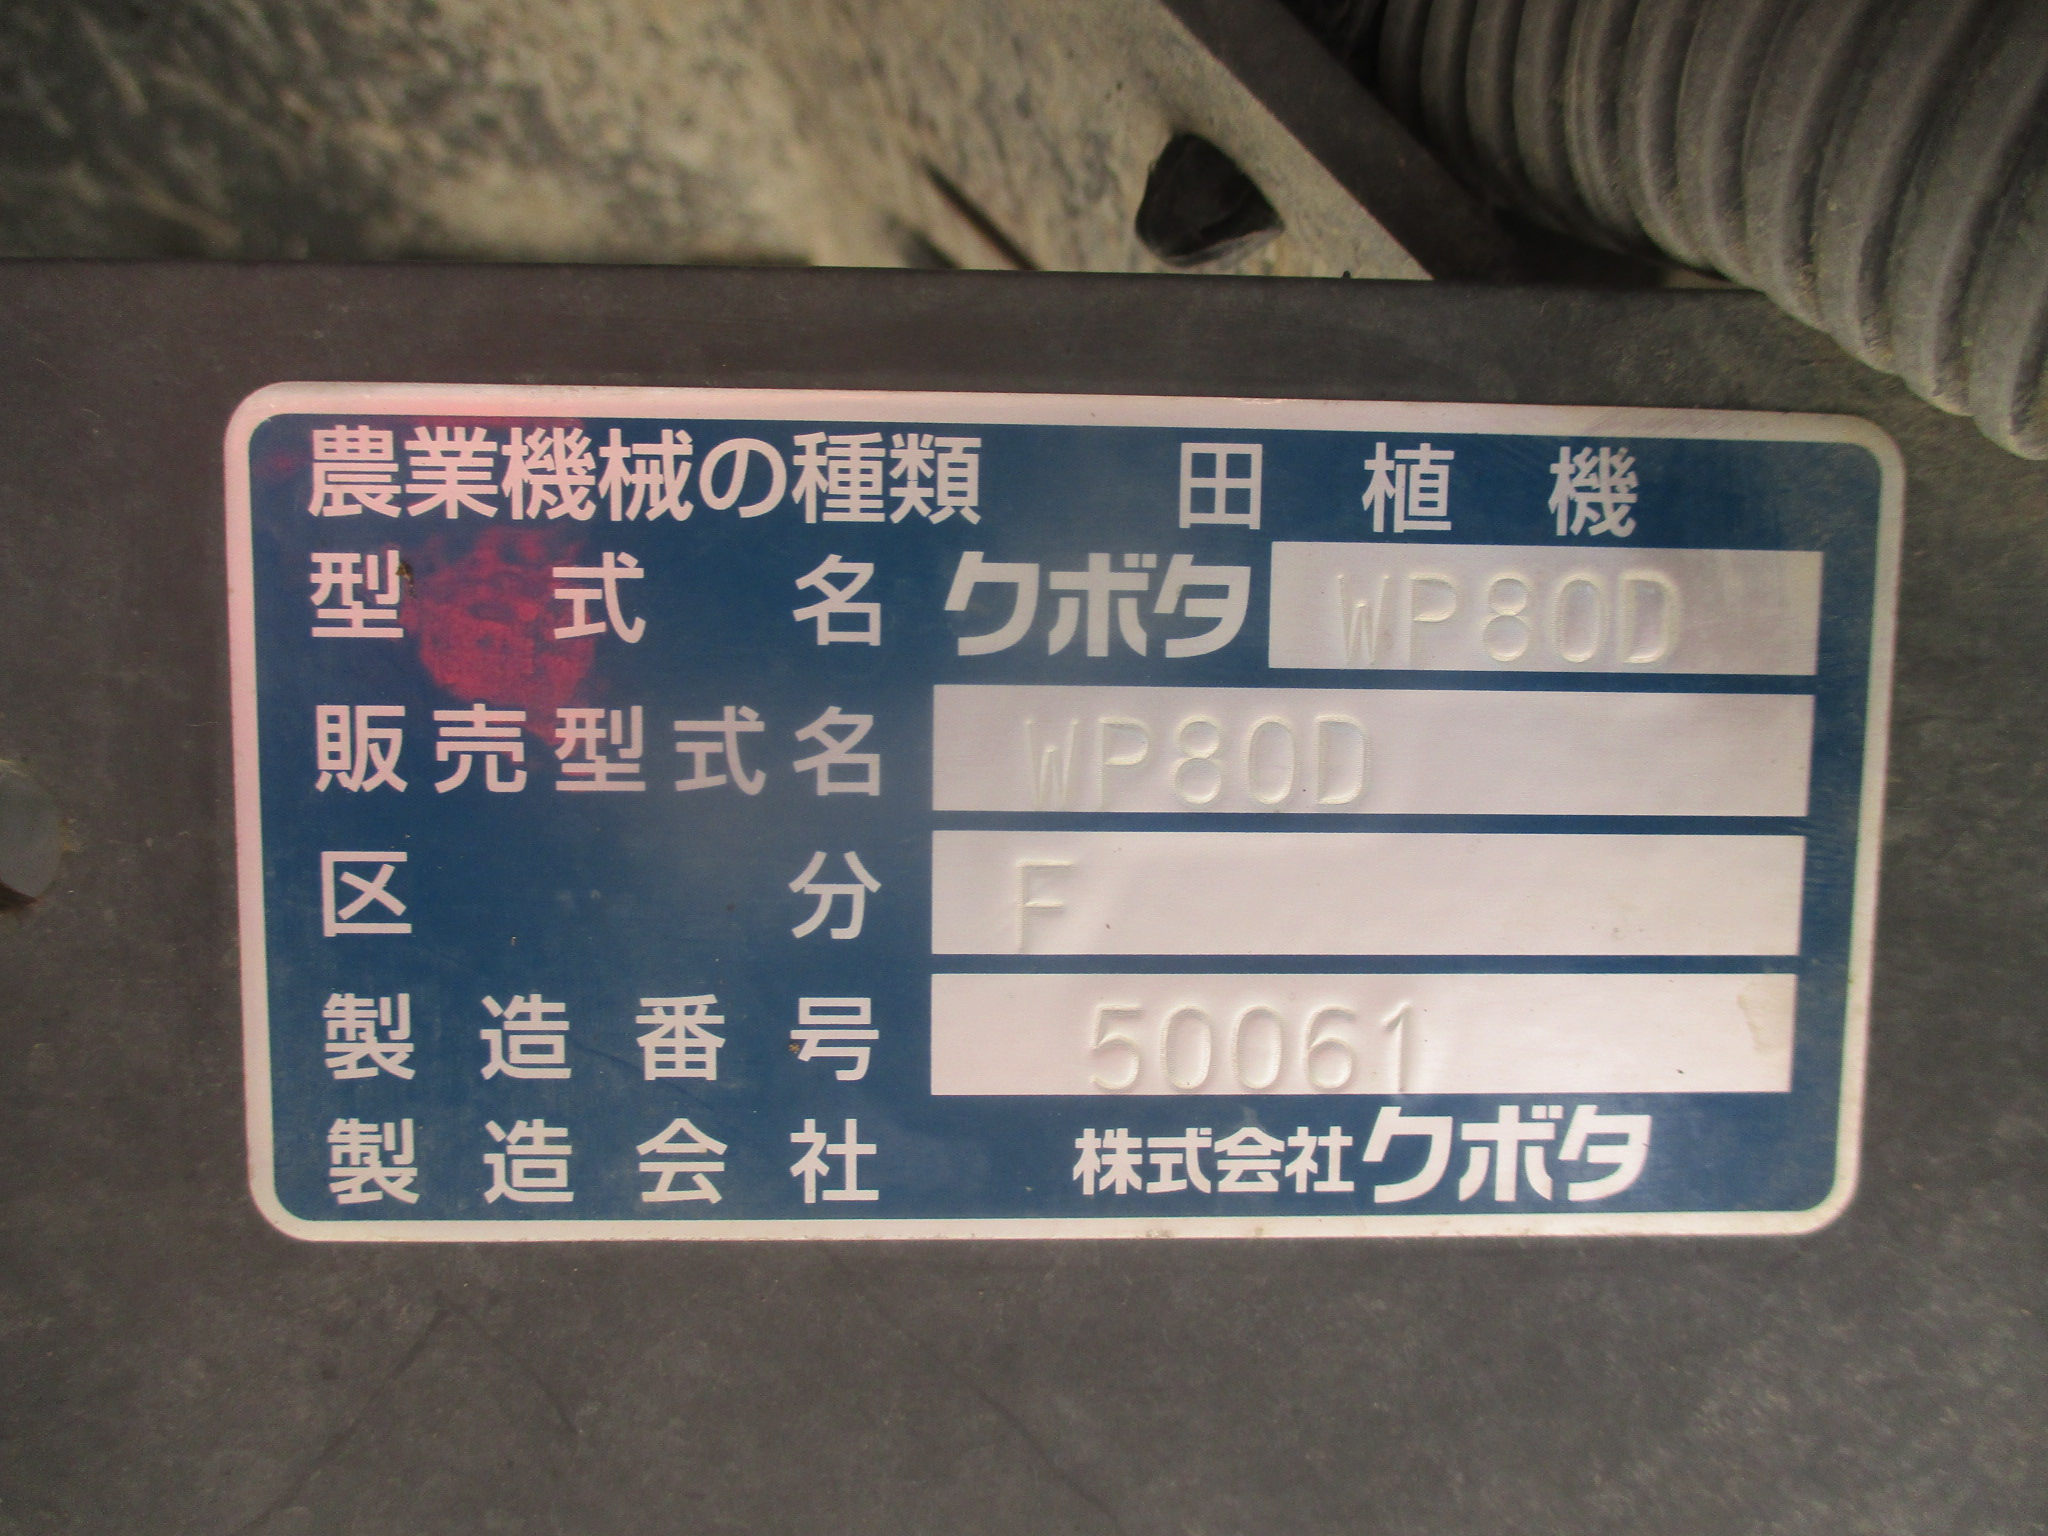 農業機械の種類 田植機
型式名 クボタ WP80D
販売型式名 WP80D
区分 F
製造番号 50061
製造会社 株式会社クボタ